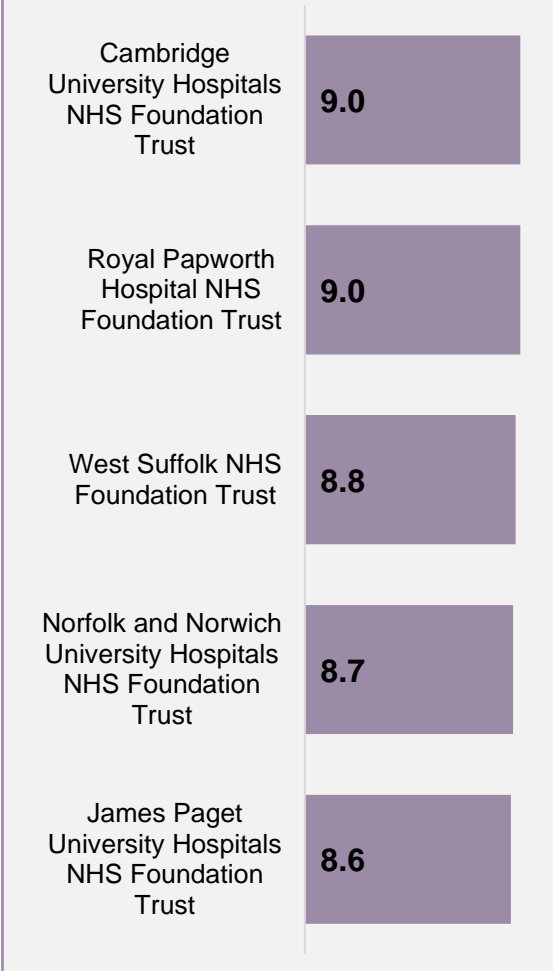 Cambridge
University Hospitals
NHS Foundation
Trust
9.0
Royal Papworth
Hospital NHS
Foundation Trust
9.0
West Suffolk NHS
Foundation Trust
8.8
Norfolk and Norwich
University Hospitals
NHS Foundation
Trust
8.7
James Paget
University Hospitals
NHS Foundation
Trust
8.6